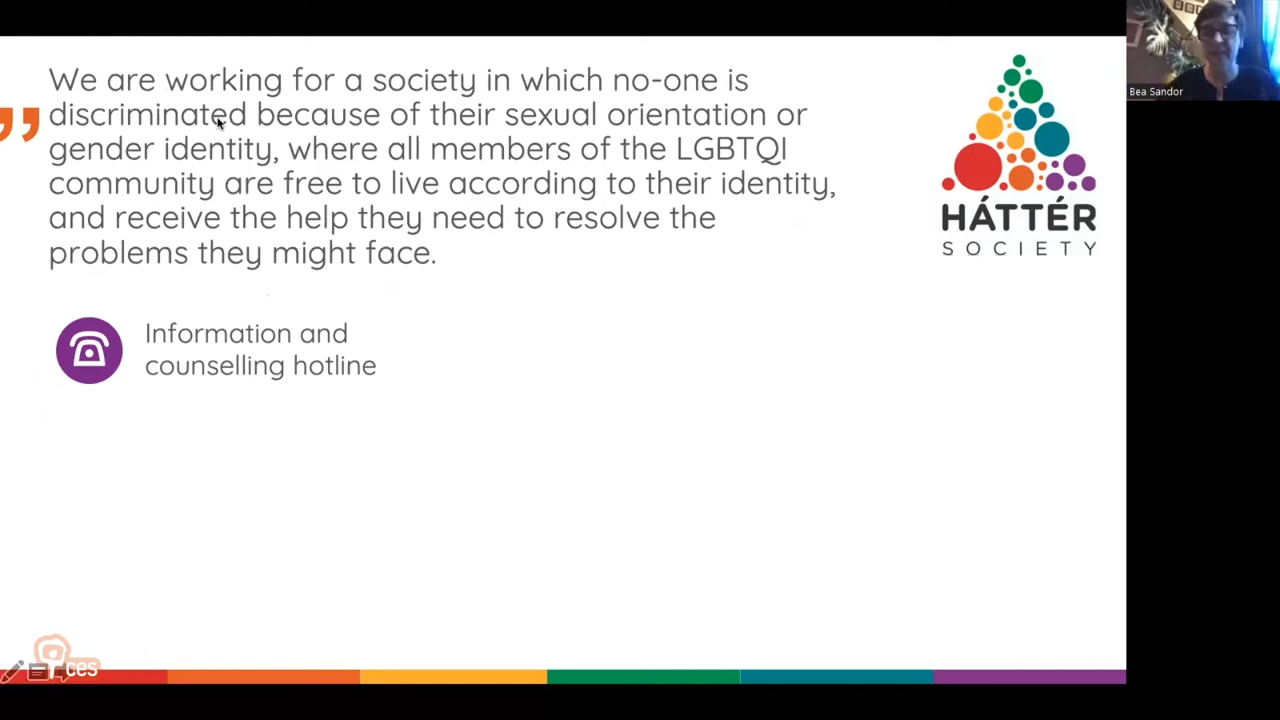 We are working for a society in which no-one is
discriminated because of their sexual orientation or
gender identity, where all members of the LGBTQI
community are free to live according to their identity,
and receive the help they need to resolve the
problems they might face.
HÁTTÉR
SOCIETY
Bea Sandor
Information and
counselling hotline
ces